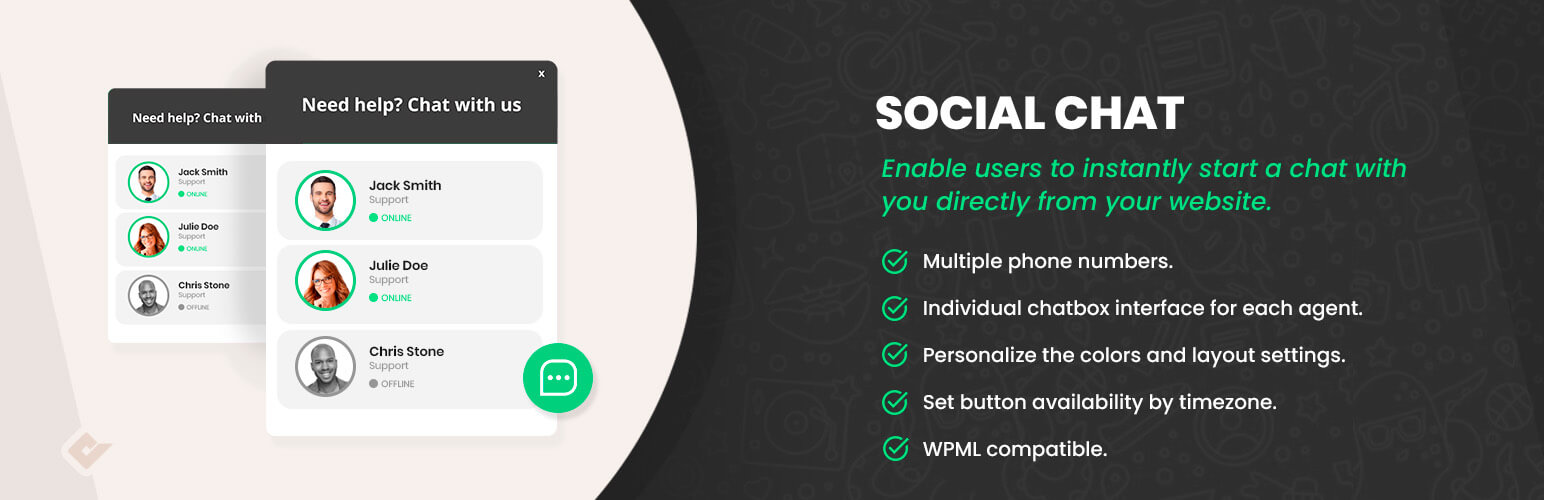 Need help? Chat with
Jack Smith
Support
ONLINE
Julie Doe
Support
ONLINE
Chris Stone
Support
OFFLINE
x
Need help? Chat with us
Jack Smith
Support
ONLINE
Julie Doe
Support
ONLINE
Chris Stone
Support
OFFLINE
SOCIAL CHAT
Enable users to instantly start a chat with
you directly from your website.
Multiple phone numbers.
Individual chatbox interface for each agent.
Personalize the colors and layout settings.
Set button availability by timezone.
WPML compatible.